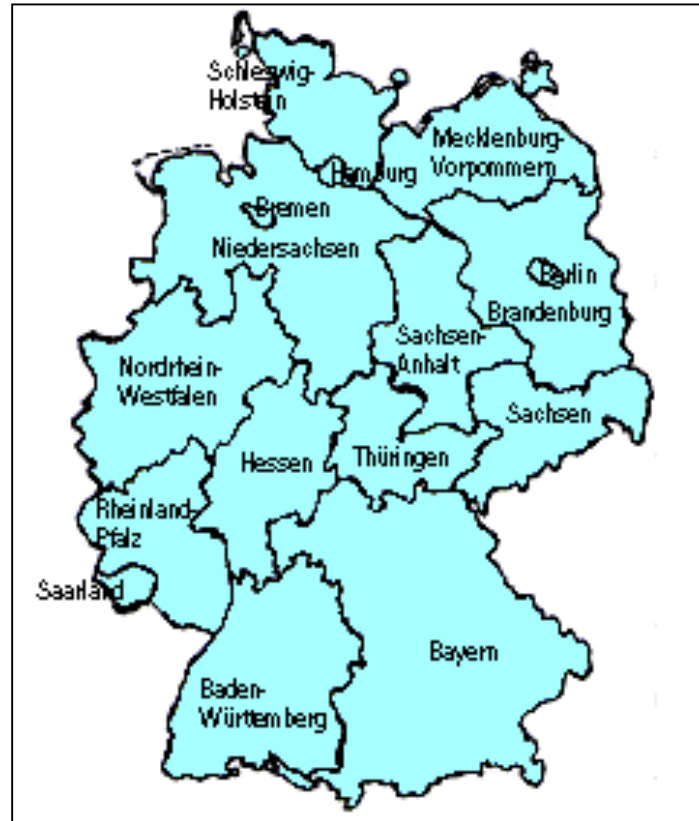 Schleswig-
Holstein
Mecklenburg-
Vorpommern
Hamburg
Bremen
Niedersachsen
Berlin
Brandenburg
Sachsen-
Anhalt
Nordrhein-
Westfalen
Sachsen
Hessen
Thüringen
Rheinland-
Pfalz
Saarland
Bayern
Baden-
Württemberg